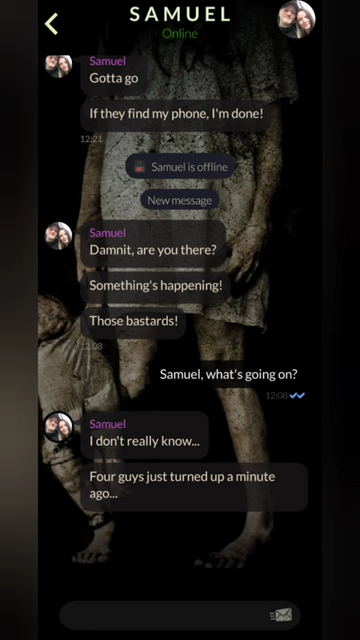 SAMUEL
Online
Samuel
Gotta go
If they find my phone, I'm done!
12:21
Samuel is offline
New message
Samuel
Damnit, are you there?
Something's happening!
Those bastards!
12:08
Samuel, what's going on?
12:08
Samuel
I don't really know...
Four guys just turned up a minute
ago...